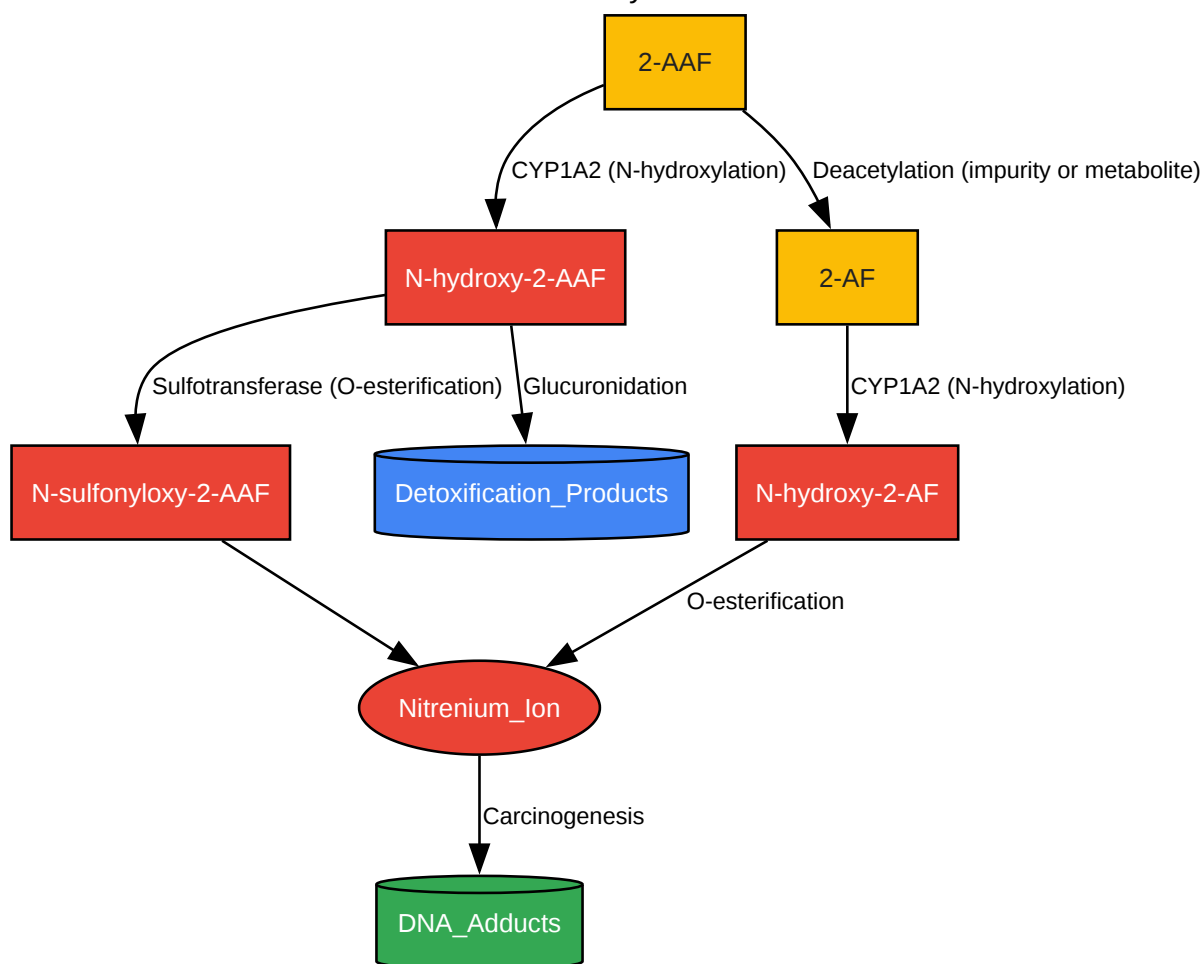 2-AAF
CYP1A2 (N-hydroxylation)
Deacetylation (impurity or metabolite)
N-hydroxy-2-AAF
2-AF
Sulfotransferase (O-esterification)
Glucuronidation
CYP1A2 (N-hydroxylation)
N-sulfonyloxy-2-AAF
Detoxification_Products
N-hydroxy-2-AF
O-esterification
Nitrenium_Ion
Carcinogenesis
DNA_Adducts